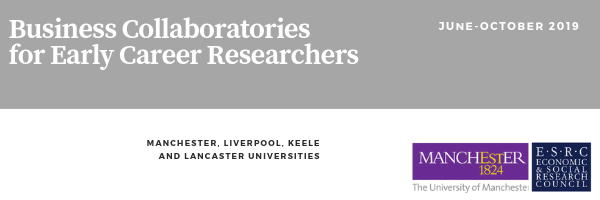 Business Collaboratories
for Early Career Researchers
JUNE-OCTOBER 2019
MANCHESTER, LIVERPOOL, KEELE
AND LANCASTER UNIVERSITIES
MANCHESTER
1824
The University of Manchester
E·S·R·C
ECONOMIC
& SOCIAL
RESEARCH
COUNCIL